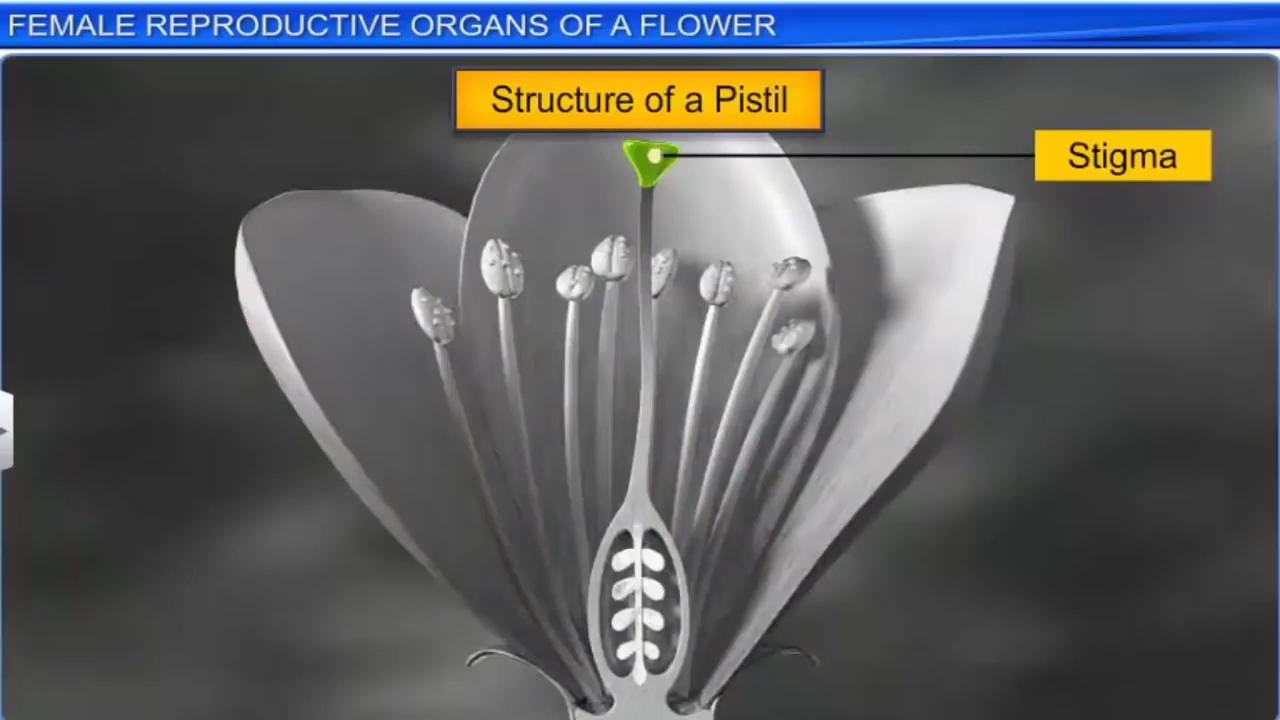 FEMALE REPRODUCTIVE ORGANS OF A FLOWER
Structure of a Pistil
Stigma